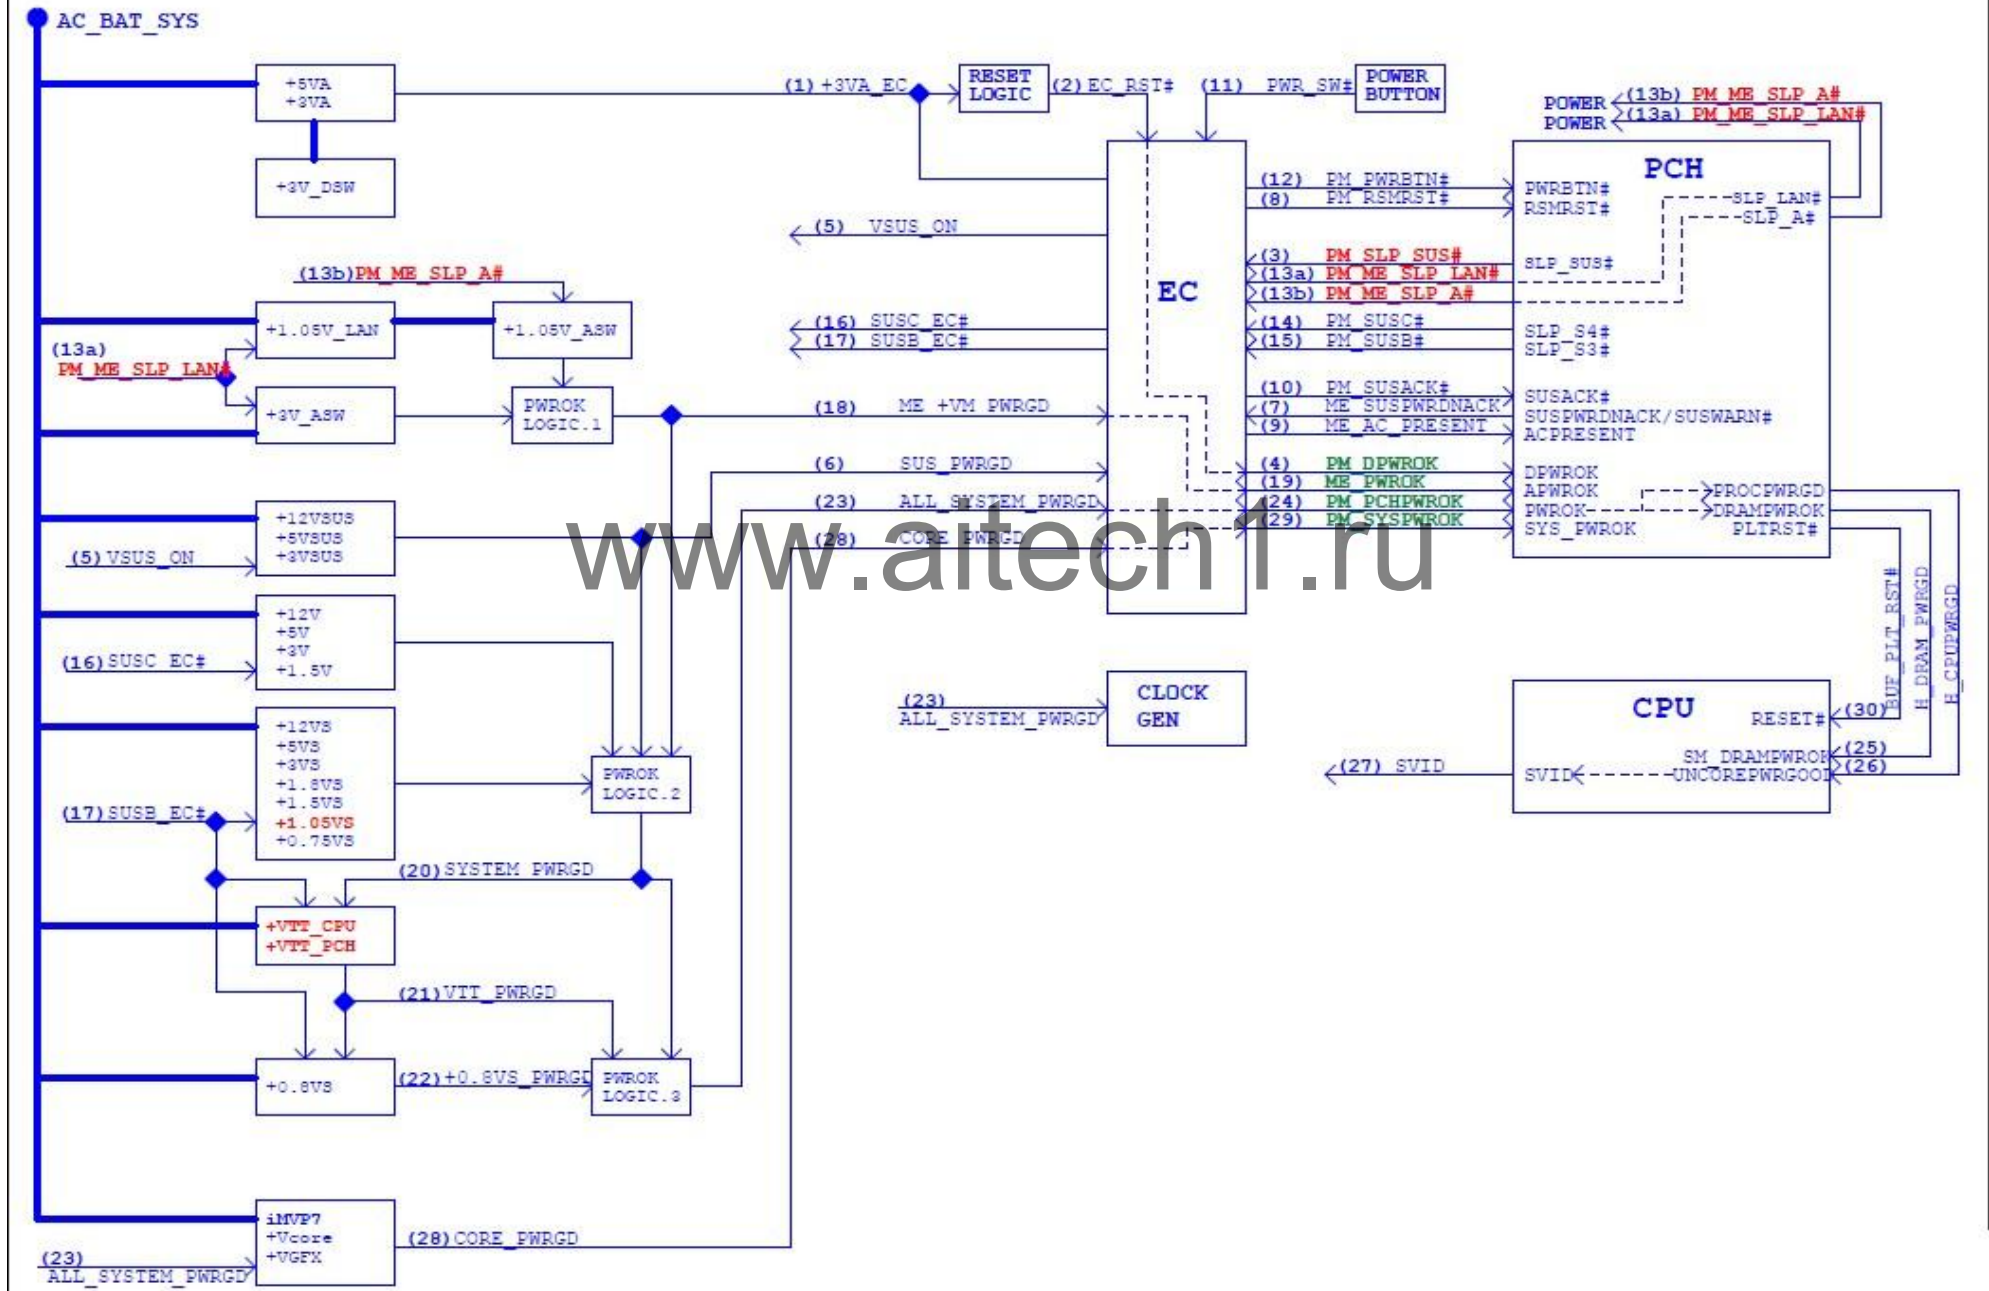 AC_BAT_SYS
+5VA
+3VA
+3V_DSW
(1) +3VA_EC
RESET
LOGIC
(2) EC_RST#
(11) PWR_SW#
POWER
BUTTON
POWER
(13b) PM_ME_SLP_A#
POWER
(13a) PM_ME_SLP_LAN#
(13b) PM_ME_SLP_A#
+1.05V_LAN
+1.05V_ASW
(13a)
PM_ME_SLP_LAN#
+3V_ASW
PWROK
LOGIC.1
+12VSUS
+5VSUS
+3VSUS
(5) VSUS_ON
+12V
+5V
+3V
+1.5V
(16) SUSC_EC#
+12VS
+5VS
+3VS
+1.8VS
+1.5VS
+1.05VS
+0.75VS
(17) SUSB_EC#
PWROK
LOGIC.2
(20) SYSTEM_PWRGD
+VTT_CPU
+VTT_PCH
(21) VTT_PWRGD
+0.8VS
(22) +0.8VS_PWRGD
PWROK
LOGIC.3
iMVP7
+Vcore
+VGFX
(28) CORE_PWRGD
(23)
ALL_SYSTEM_PWRGD
(5) VSUS_ON
(16) SUSC_EC#
(17) SUSB_EC#
(18) ME_+VM_PWRGD
(6) SUS_PWRGD
(23) ALL_SYSTEM_PWRGD
(28) CORE_PWRGD
EC
(12) PM_PWRBTN#
(8) PM_RSMRST#
(3) PM_SLP_SUS#
(13a) PM_ME_SLP_LAN#
(13b) PM_ME_SLP_A#
(14) PM_SUSC#
(15) PM_SUSB#
(10) PM_SUSACK#
(7) ME_SUSPWRDNACK
(9) ME_AC_PRESENT
(4) PM_DPWROK
(19) ME_PWROK
(24) PM_PCHPWROK
(29) PM_SYSPWROK
PCH
PWRBTN#
RSMRST#
SLP_LAN#
SLP_A#
SLP_SUS#
SLP_S4#
SLP_S3#
SUSACK#
SUSPWRDNACK/SUSWARN#
ACPRESENT
DPWROK
APWROK
PWROK
SYS_PWROK
PROCPWRGD
DRAMPWROK
PLTRST#
BUF_PLT_RST#
H_DRAM_PWRGD
H_CPUPWRGD
www.aitech1.ru
(23)
ALL_SYSTEM_PWRGD
CLOCK
GEN
CPU
RESET#
(30)
SM_DRAMPWROK
(25)
UNCOREPWRGOOD
(26)
SVID
(27) SVID